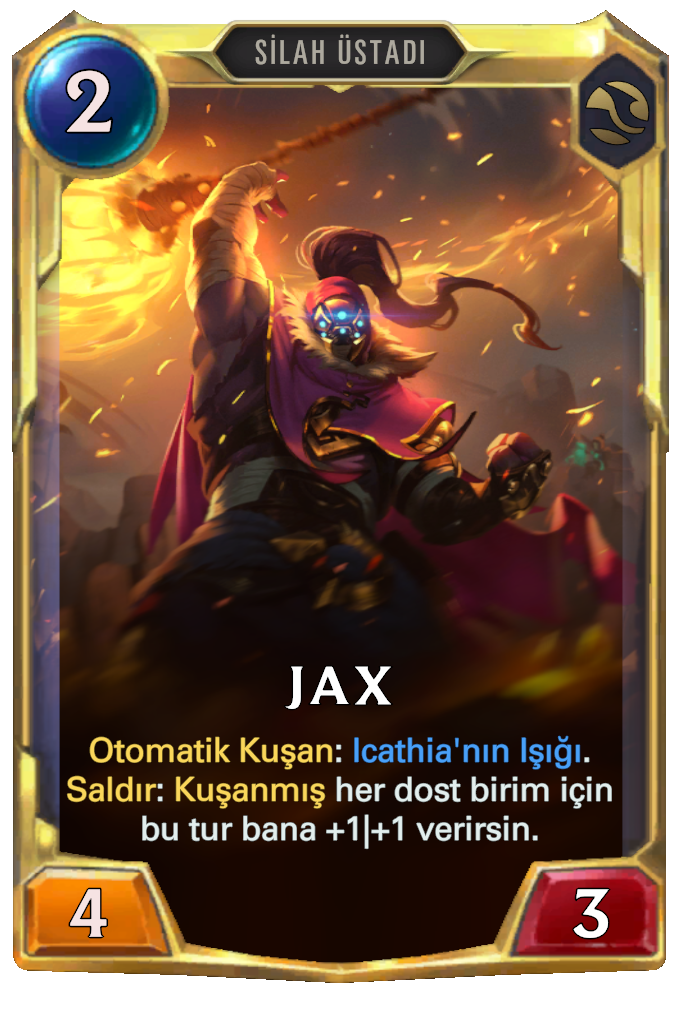 SİLAH ÜSTADI
2
JAX
Otomatik Kuşan: Icathia'nın Işığı.
Saldır: Kuşanmış her dost birim için
bu tur bana +1|+1 verirsin.
4
3